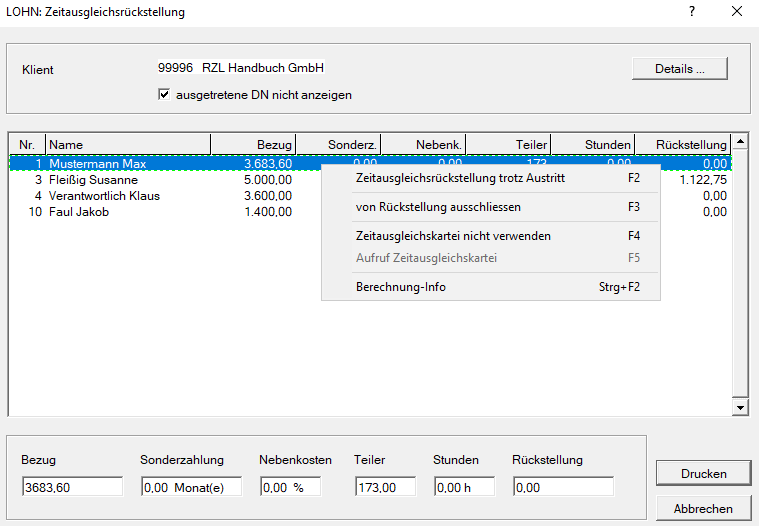 LOHN: Zeitausgleichsrückstellung ?
Klient 99996 RZL Handbuch GmbH Details ...
ausgetretene DN nicht anzeigen
Nr. Name Bezug Sonderz. Nebenk. Teiler Stunden Rückstellung
1 Mustermann Max 3.683,60 0,00 0,00 173 0,00 0,00
3 Fleißig Susanne 5.000,00 Zeitausgleichsrückstellung trotz Austritt F2 1.122,75
4 Verantwortlich Klaus 3.600,00 0,00
10 Faul Jakob 1.400,00 von Rückstellung ausschliessen F3 0,00
Zeitausgleichskartei nicht verwenden F4
Aufruf Zeitausgleichskartei F5
Berechnung-Info Strg+F2
Bezug Sonderzahlung Nebenkosten Teiler Stunden Rückstellung
3683,60 0,00 Monat(e) 0,00 % 173,00 0,00 h 0,00
Drucken
Abbrechen